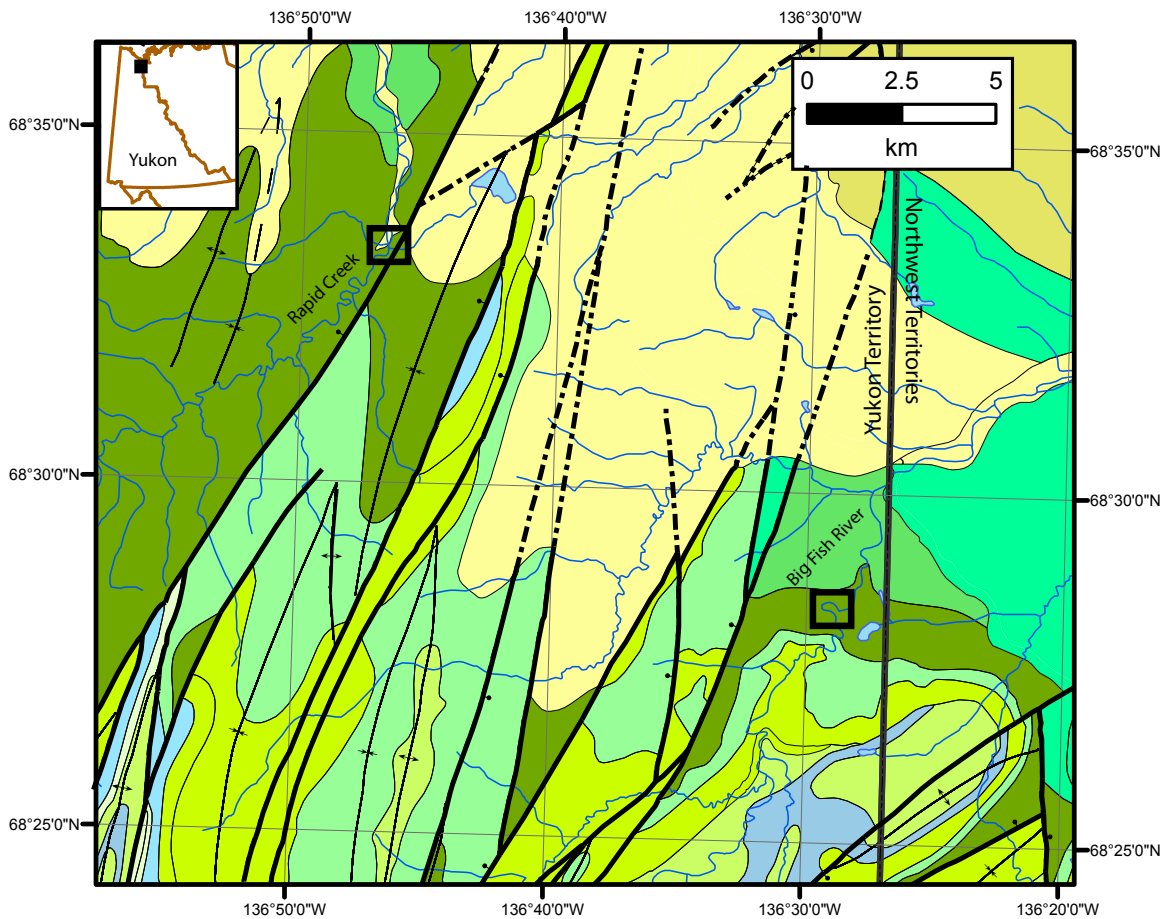 136°50'0"W
136°40'0"W
136°30'0"W
Yukon
0
2.5
5
km
68°35'0"N
68°35'0"N
Rapid Creek
Yukon Territory
Northwest Territories
68°30'0"N
68°30'0"N
Big Fish River
68°25'0"N
68°25'0"N
136°50'0"W
136°40'0"W
136°30'0"W
136°20'0"W